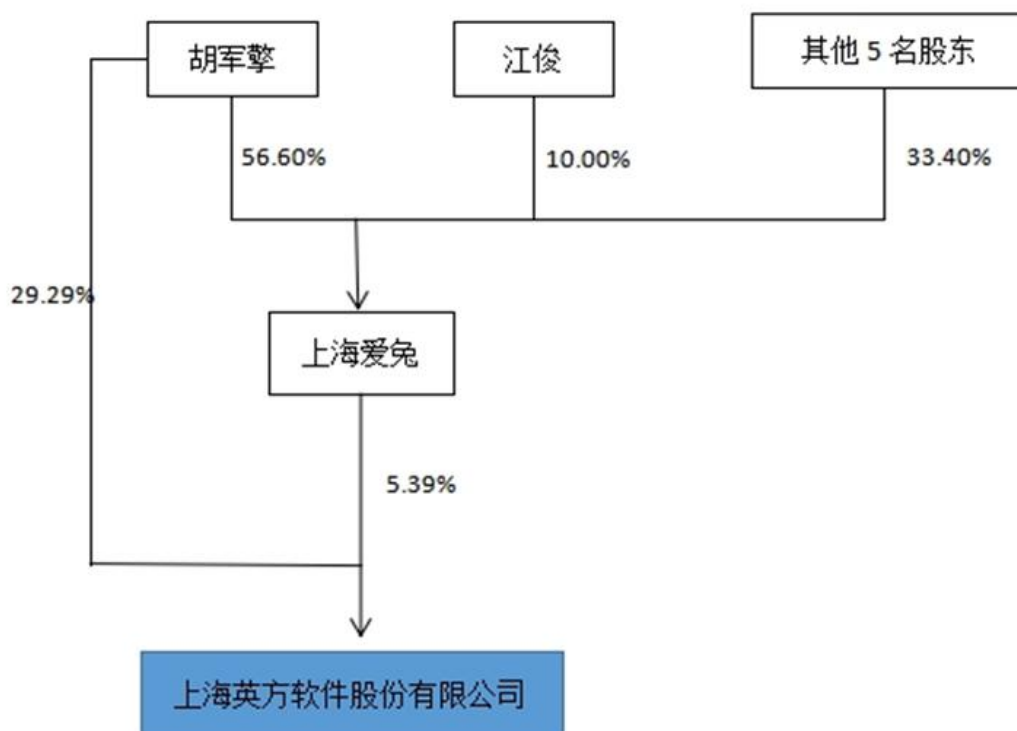 胡军擎
江俊
其他 5 名股东
56.60%
10.00%
33.40%
29.29%
上海爱兔
5.39%
上海英方软件股份有限公司